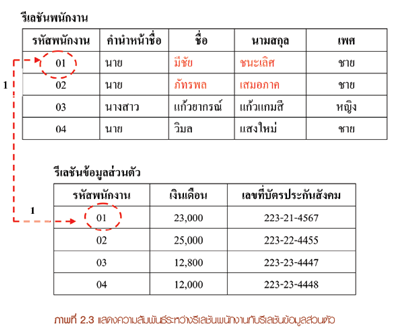 รีเลชันพนักงาน
รหัสพนักงาน คำนำหน้าชื่อ ชื่อ นามสกุล เพศ
01 นาย มีชัย ชนะเลิศ ชาย
02 นาย ภัทรพล เสมอภาค ชาย
1 03 นางสาว แก้วยากรณ์ แก้วแกมสี หญิง
04 นาย วิมล แสงใหม่ ชาย
รีเลชันข้อมูลส่วนตัว
รหัสพนักงาน เงินเดือน เลขที่บัตรประกันสังคม
1 01 23,000 223-21-4567
02 25,000 223-22-4455
03 12,800 223-23-4447
04 12,000 223-23-4448
ภาพที่ 2.3 แสดงความสัมพันธ์ระหว่างรีเลชันพนักงานกับรีเลชันข้อมูลส่วนตัว